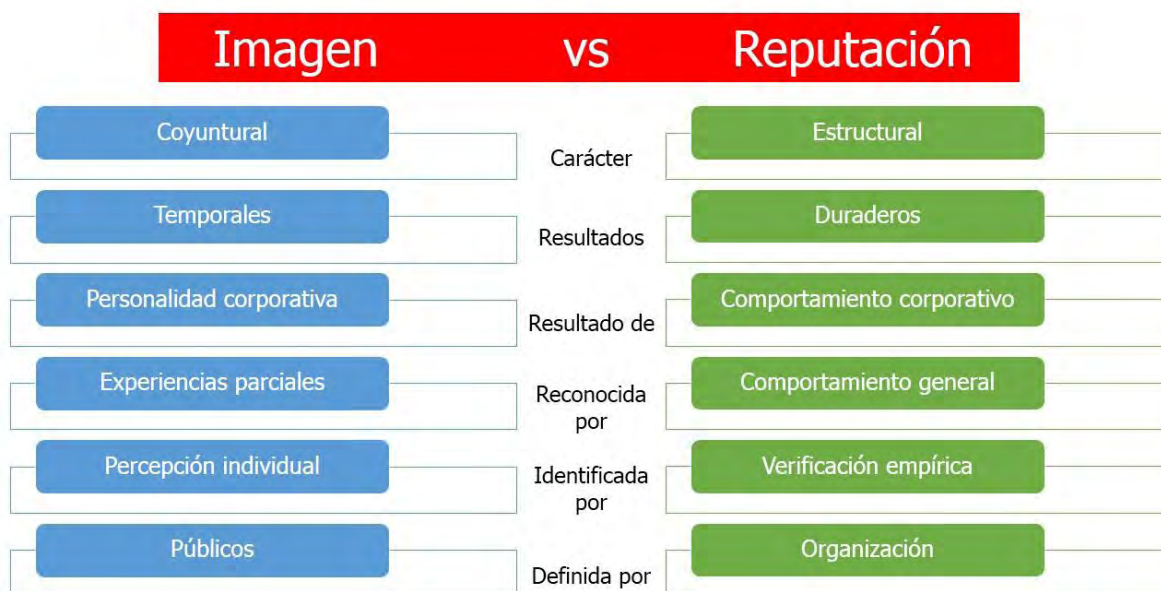 Imagen vs Reputación
Coyuntural
Carácter
Estructural
Temporales
Resultados
Duraderos
Personalidad corporativa
Resultado de
Comportamiento corporativo
Experiencias parciales
Reconocida
por
Comportamiento general
Percepción individual
Identificada
por
Verificación empírica
Públicos
Definida por
Organización